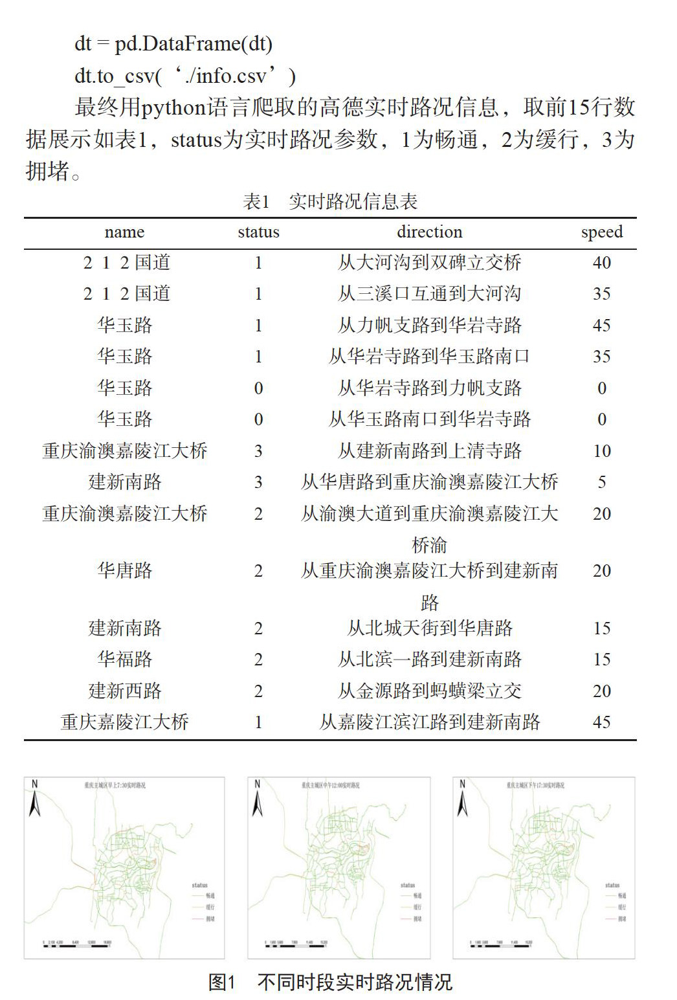 dt = pd.DataFrame(dt)
dt.to_csv(‘./info.csv’)
最终用python语言爬取的高德实时路况信息，取前15行数
据展示如表1，status为实时路况参数，1为畅通，2为缓行，3为
拥堵。
表1 实时路况信息表
name status direction speed
２１２国道 1 从大河沟到双碑立交桥 40
２１２国道 1 从三溪口互通到大河沟 35
华玉路 1 从力帆支路到华岩寺路 45
华玉路 1 从华岩寺路到华玉路南口 35
华玉路 0 从华岩寺路到力帆支路 0
华玉路 0 从华玉路南口到华岩寺路 0
重庆渝澳嘉陵江大桥 3 从建新南路到上清寺路 10
建新南路 3 从华唐路到重庆渝澳嘉陵江大桥 5
重庆渝澳嘉陵江大桥 2 从渝澳大道到重庆渝澳嘉陵江大 20
桥渝
华唐路 2 从重庆渝澳嘉陵江大桥到建新南 20
路
建新南路 2 从北城天街到华唐路 15
华福路 2 从北滨一路到建新南路 15
建新西路 2 从金源路到蚂蟥梁立交 20
重庆嘉陵江大桥 1 从嘉陵江滨江路到建新南路 45
N
重庆主城区早上7:30实时路况
status
畅通
缓行
拥堵
N
重庆主城区中午12:00实时路况
status
畅通
缓行
拥堵
N
重庆主城区下午17:30实时路况
status
畅通
缓行
拥堵
图1 不同时段实时路况情况